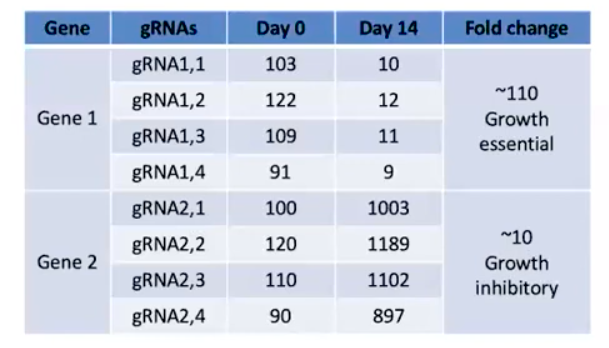 Gene gRNAs Day 0 Day 14 Fold change
Gene 1
gRNA1,1 103 10
gRNA1,2 122 12
gRNA1,3 109 11
gRNA1,4 91 9
~110
Growth
essential
Gene 2
gRNA2,1 100 1003
gRNA2,2 120 1189
gRNA2,3 110 1102
gRNA2,4 90 897
~10
Growth
inhibitory